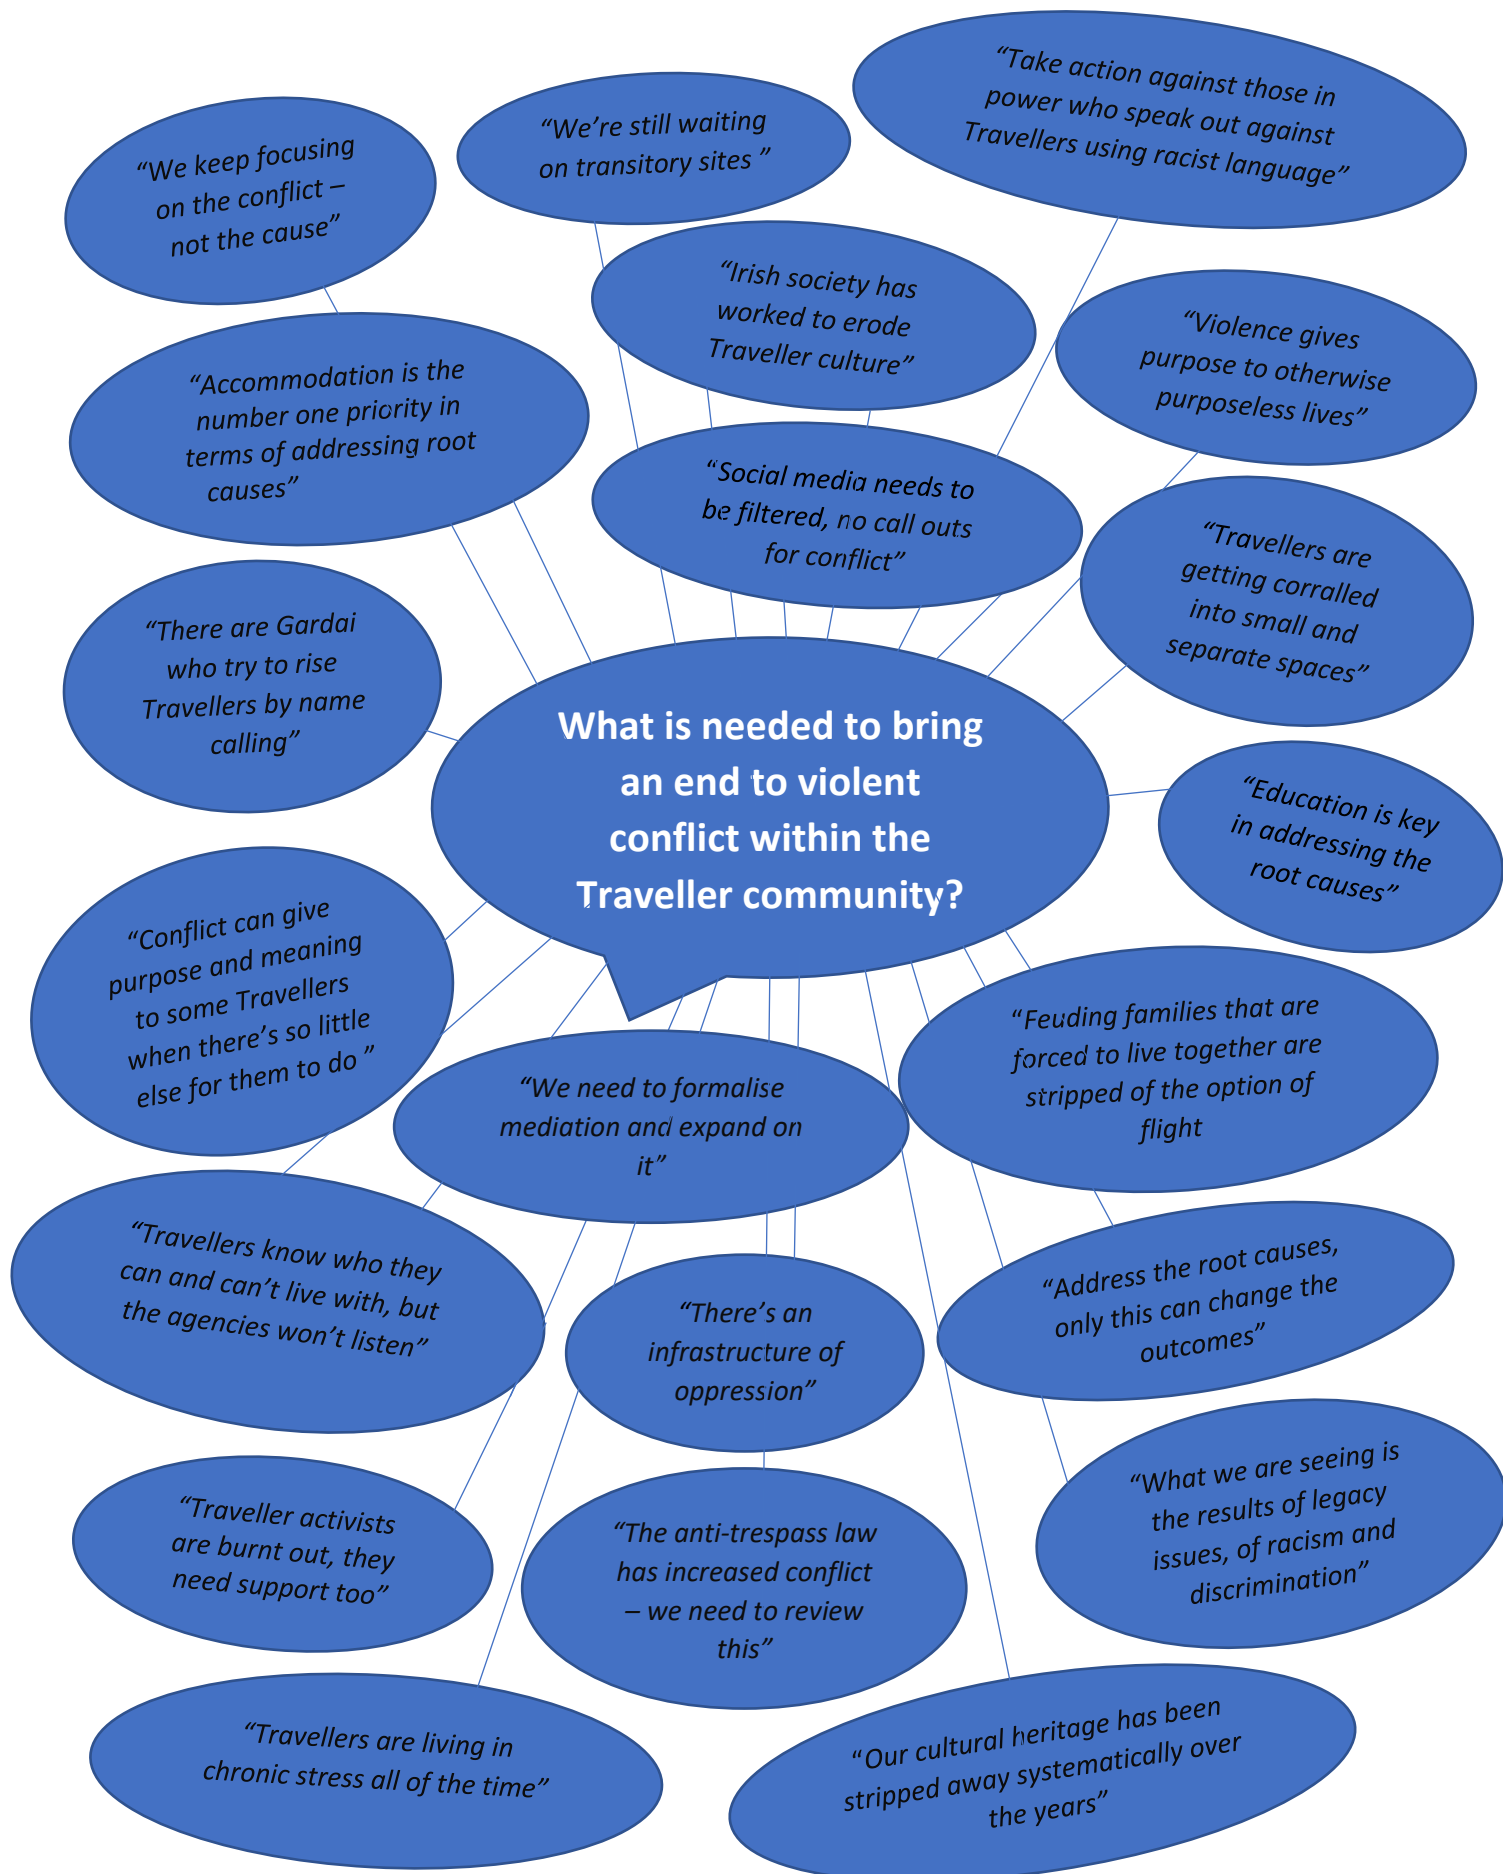 “Take action against those in
power who speak out against
Travellers using racist language”
“We’re still waiting
on transitory sites ”
“We keep focusing
on the conflict –
not the cause”
“Irish society has
worked to erode
Traveller culture”
“Violence gives
purpose to otherwise
purposeless lives”
“Accommodation is the
number one priority in
terms of addressing root
causes”
“Social media needs to
be filtered, no call outs
for conflict”
“Travellers are
getting corralled
into small and
separate spaces”
“There are Gardai
who try to rise
Travellers by name
calling”
What is needed to bring
an end to violent
conflict within the
Traveller community?
“Education is key
in addressing the
root causes”
“Conflict can give
purpose and meaning
to some Travellers
when there’s so little
else for them to do ”
“Feuding families that are
forced to live together are
stripped of the option of
flight
“We need to formalise
mediation and expand on
it”
“Travellers know who they
can and can’t live with, but
the agencies won’t listen”
“There’s an
infrastructure of
oppression”
“Address the root causes,
only this can change the
outcomes”
“What we are seeing is
the results of legacy
issues, of racism and
discrimination”
“Traveller activists
are burnt out, they
need support too”
“The anti-trespass law
has increased conflict
– we need to review
this”
“Travellers are living in
chronic stress all of the time”
“Our cultural heritage has been
stripped away systematically over
the years”